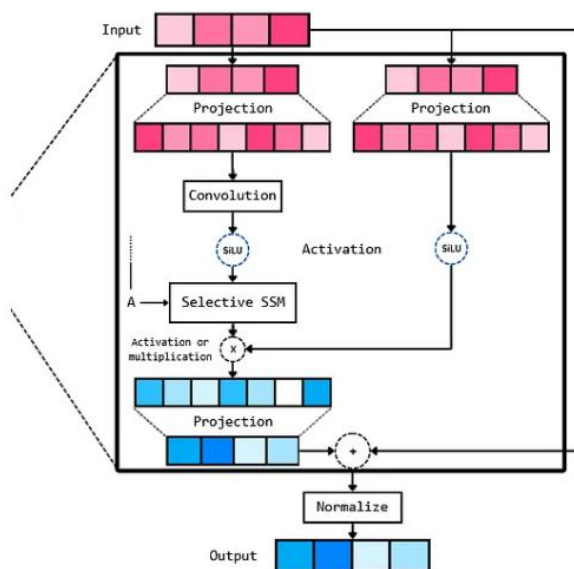 Input
Projection
Projection
Convolution
SiLU
Activation
SiLU
A
Selective SSM
Activation or
multiplication
X
Projection
+
Normalize
Output